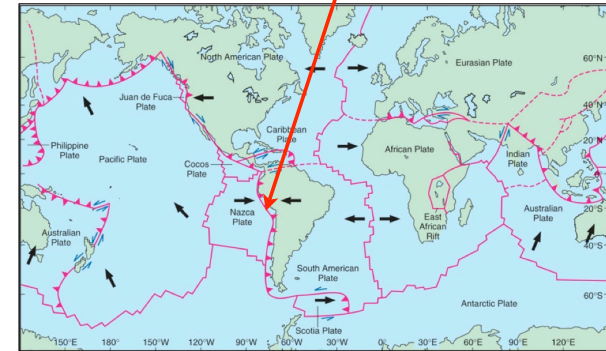 North American Plate
Eurasian Plate
60°N
Juan de Fuca
Plate
Caribbean
Plate
Philippine
Plate
Pacific Plate
Cocos
Plate
African Plate
Indian
Plate
20°N
0°
Nazca
Plate
Australian
Plate
East
African
Rift
Australian
Plate
20°S
40°S
South American
Plate
Antarctic Plate
60°S
Scotia Plate
150°E
180°
150°W
120°W
90°W
60°W
30°W
0°
30°E
60°E
90°E
120°E